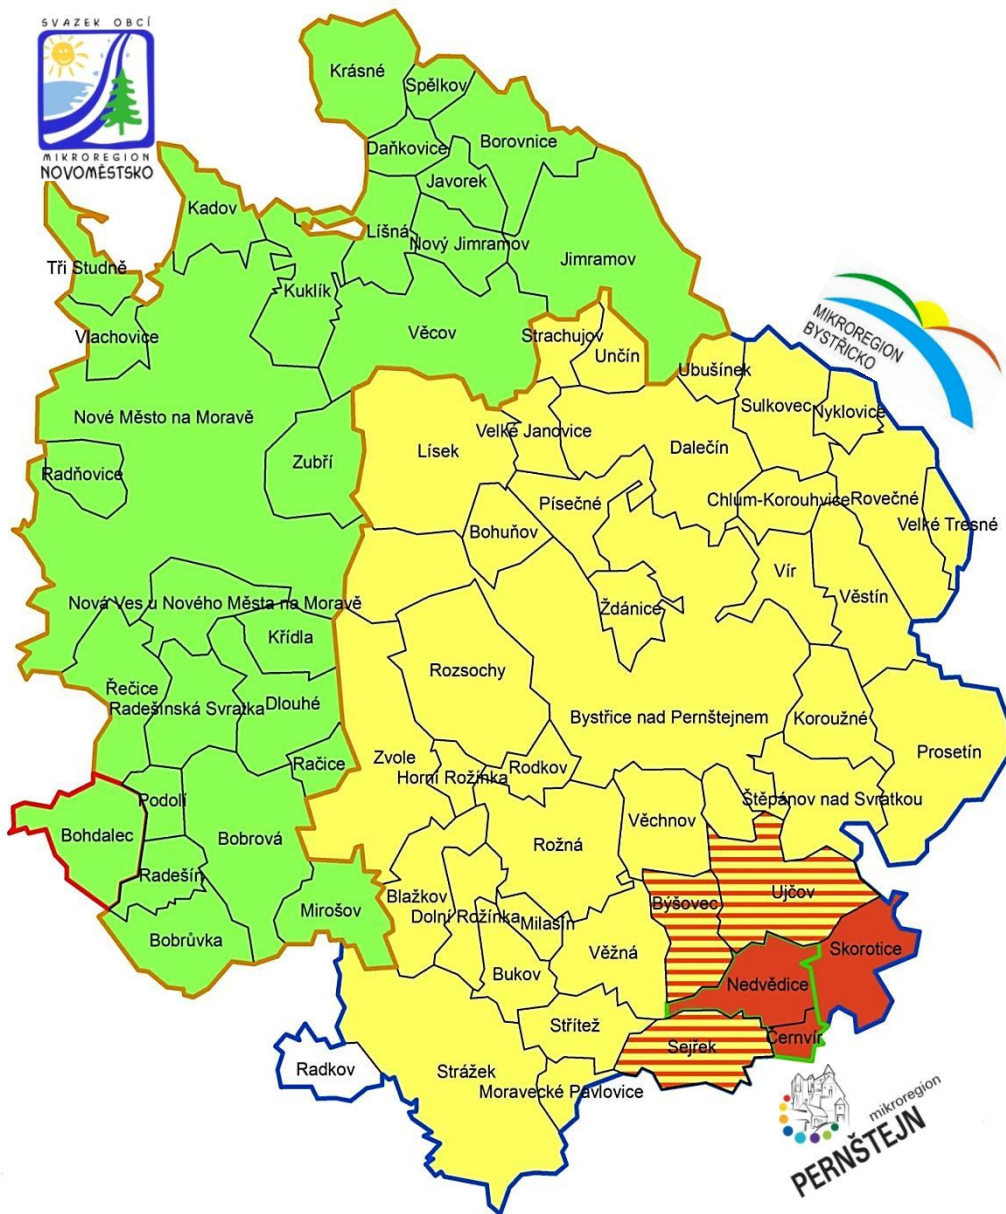 SVAZEK OBCÍ
MIKROREGION
NOVOMĚSTSKO
Krásné
Spělkov
Daňkovice
Borovnice
Javorek
Kadov
Líšná
Nový Jimramov
Jimramov
Tři Studně
Kuklík
Vlachovice
Věcov
Strachujov
Unčín
MIKROREGION
BYSTŘICKO
Ubušínek
Sulkovec
Nyklovice
Nové Město na Moravě
Velké Janovice
Lísek
Dalečín
Zubří
Radňovice
Písečné
Chlum-Korouhvice
Rovečné
Velké Tresné
Bohuňov
Vír
Věstín
Ždánice
Nová Ves u Nového Města na Moravě
Křídla
Řečice
Rozsochy
Radešínská Svratka
Dlouhé
Bystřice nad Pernštejnem
Koroužné
Prosetín
Zvole
Račice
Rodkov
Horní Rožínka
Podolí
Štěpánov nad Svratkou
Bohdalec
Bobrová
Věchnov
Rožná
Radešín
Blažkov
Ujčov
Býšovec
Mirošov
Dolní Rožínka
Milasín
Bobrůvka
Věžná
Skorotice
Bukov
Nedvědice
Střítež
Černvír
Sejřek
Radkov
Strážek
Moravecké Pavlovice
mikroregion
PERNŠTEJN